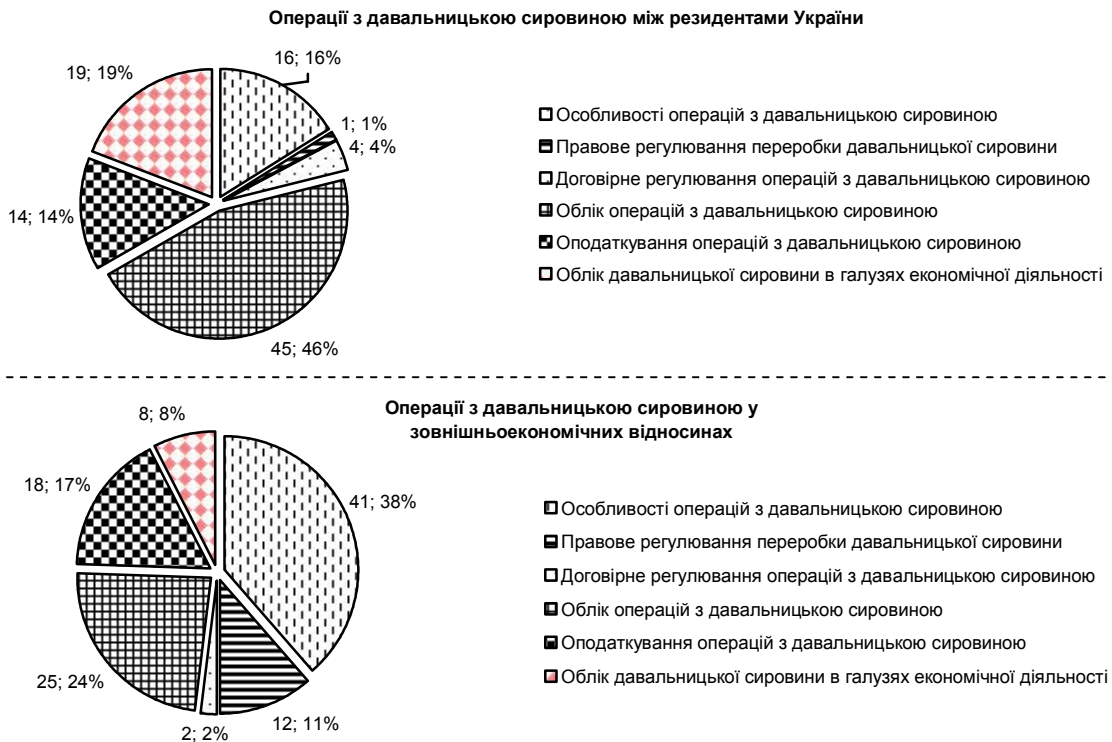 Операції з давальницькою сировиною між резидентами України
16; 16%
19; 19%
1; 1%
4; 4%
14; 14%
45; 46%
Особливості операцій з давальницькою сировиною
Правове регулювання переробки давальницької сировини
Договірне регулювання операцій з давальницькою сировиною
Облік операцій з давальницькою сировиною
Оподаткування операцій з давальницькою сировиною
Облік давальницької сировини в галузях економічної діяльності
Операції з давальницькою сировиною у
зовнішньоекономічних відносинах
8; 8%
18; 17%
41; 38%
25; 24%
2; 2%
12; 11%
Особливості операцій з давальницькою сировиною
Правове регулювання переробки давальницької сировини
Договірне регулювання операцій з давальницькою сировиною
Облік операцій з давальницькою сировиною
Оподаткування операцій з давальницькою сировиною
Облік давальницької сировини в галузях економічної діяльності